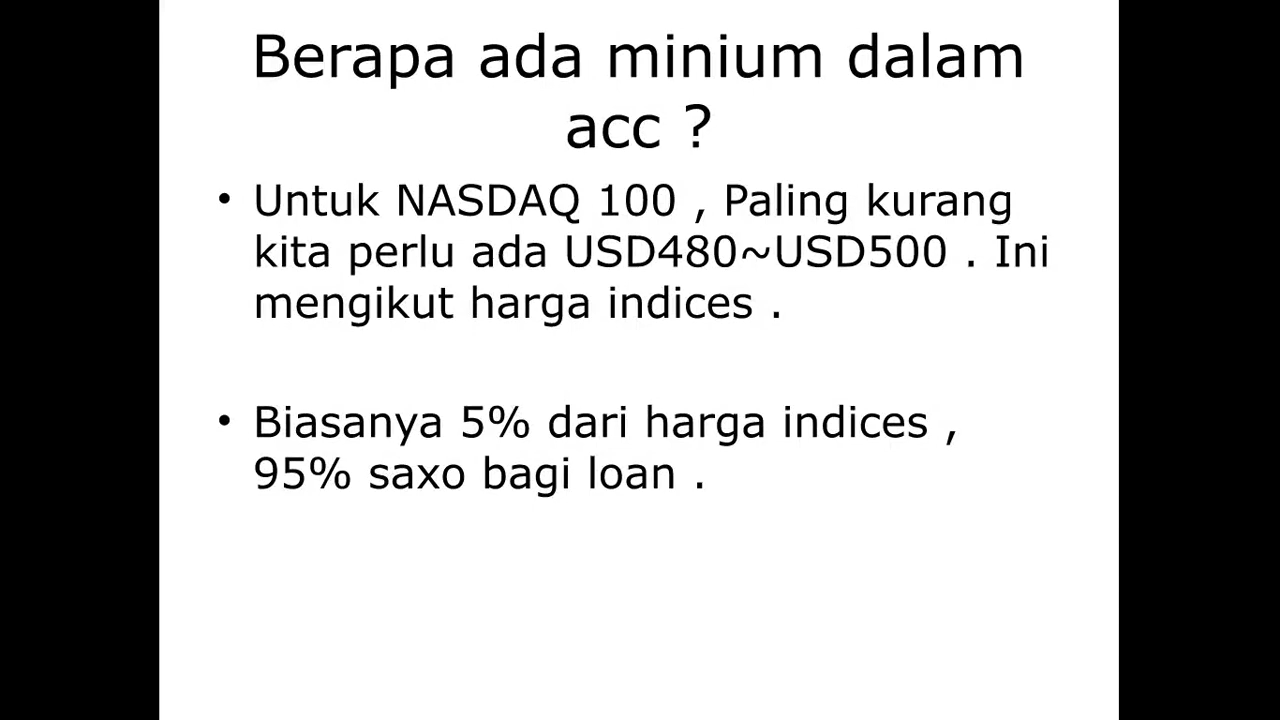 Berapa ada minium dalam
acc ?
• Untuk NASDAQ 100 , Paling kurang
kita perlu ada USD480~USD500 . Ini
mengikut harga indices .
• Biasanya 5% dari harga indices ,
95% saxo bagi loan .